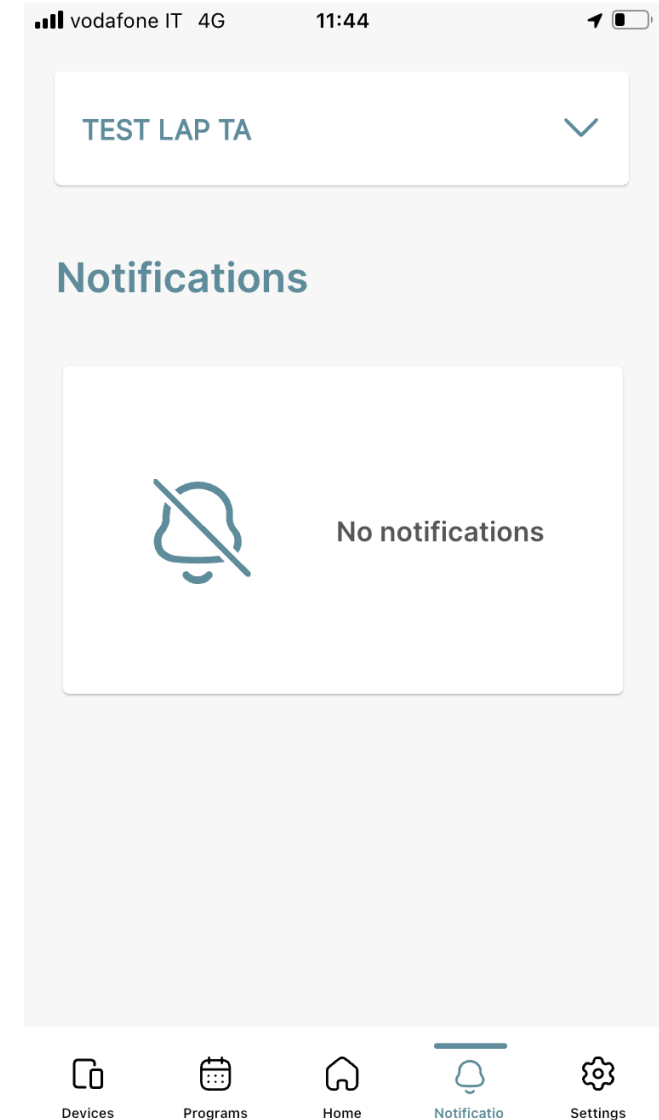 vodafone IT 4G 11:44
TEST LAP TA
Notifications
No notifications
Devices Programs Home Notificatio Settings